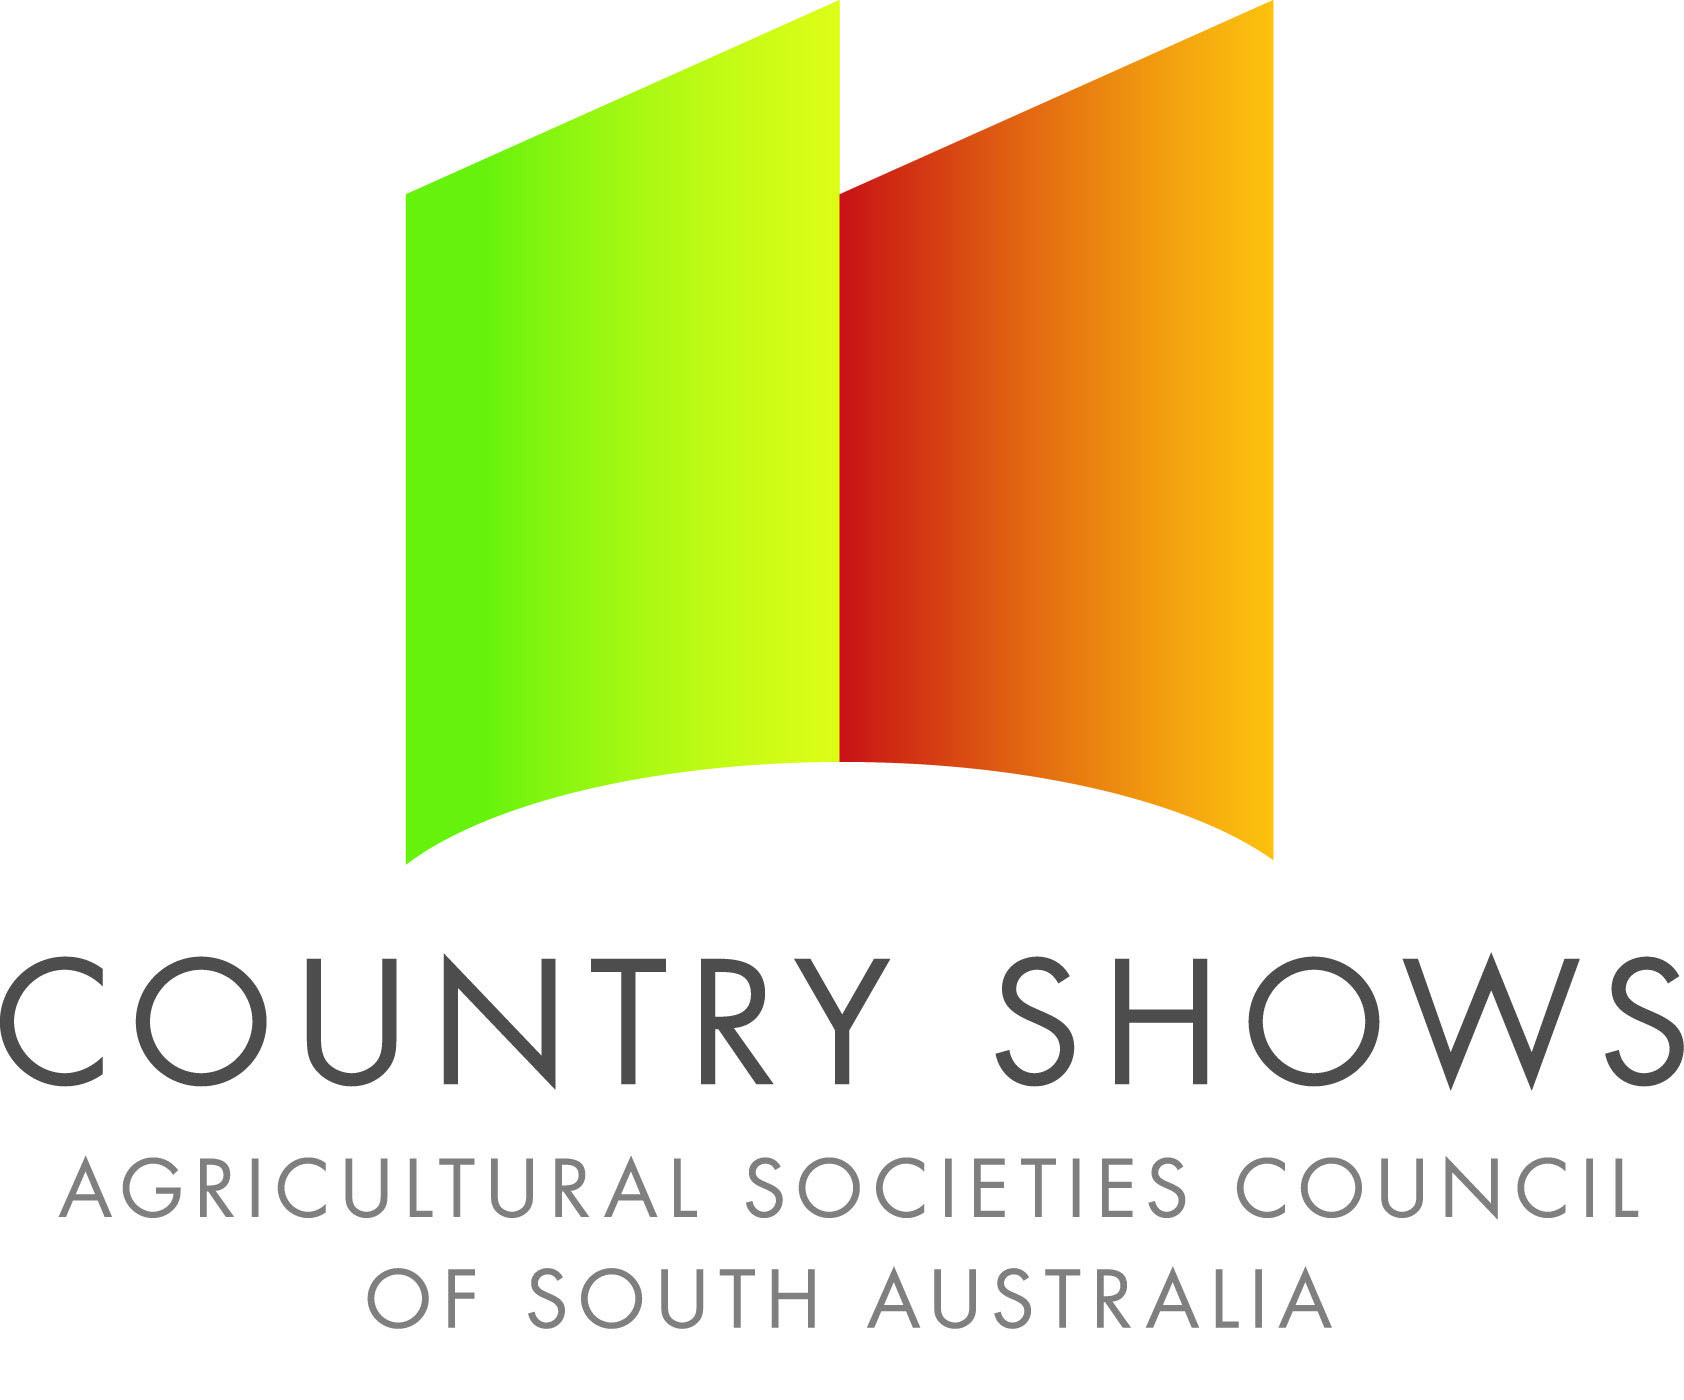 COUNTRY SHOWS
AGRICULTURAL SOCIETIES COUNCIL
OF SOUTH AUSTRALIA